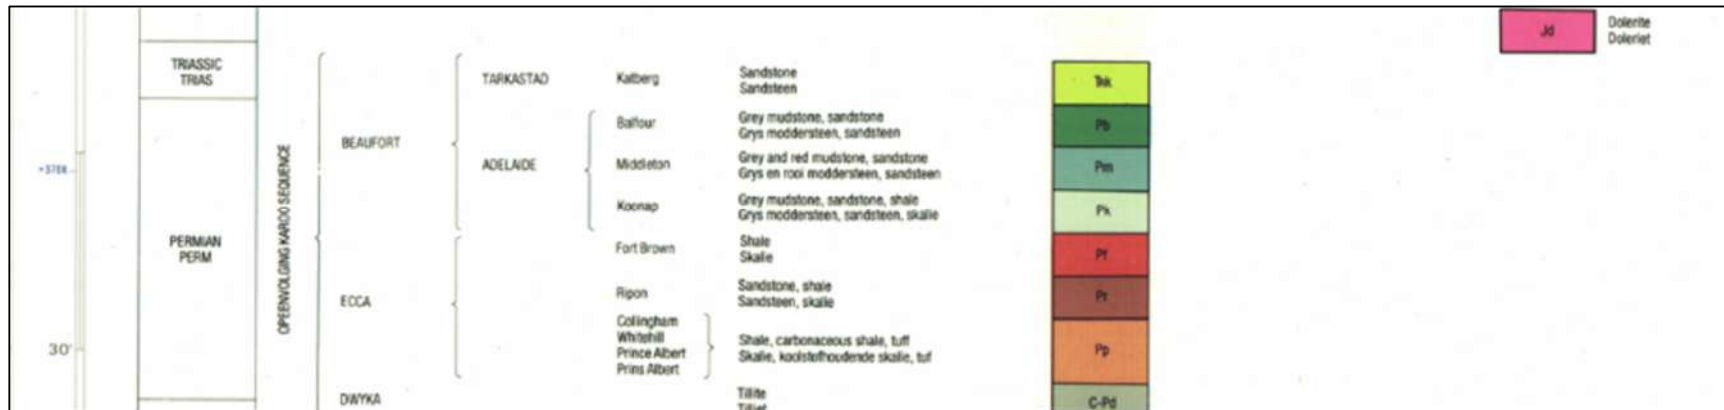 Jd
Dolerite
Doleriet
TRIASSIC
TRIAS
TARKASTAD
Katberg
Sandstone
Sandsteen
BEAUFORT
ADELAIDE
Balfour
Grey mudstone, sandstone
Grys moddersteen, sandsteen
Pb
Middleton
Grey and red mudstone, sandstone
Grys en rooi moddersteen, sandsteen
Pm
Koonap
Grey mudstone, sandstone, shale
Grys moddersteen, sandsteen, skalie
Pk
OPEENVOLGING KAROO SEQUENCE
PERMIAN
PERM
ECCA
Fort Brown
Shale
Skalie
Pf
Ripon
Sandstone, shale
Sandsteen, skalie
Pr
Collingham
Whitehill
Prince Albert
Prins Albert
Shale, carbonaceous shale, tuff
Skalie, koolstofhoudende skalie, tuf
Pp
30'
DWYKA
Tillite
Tilliet
C-Pd